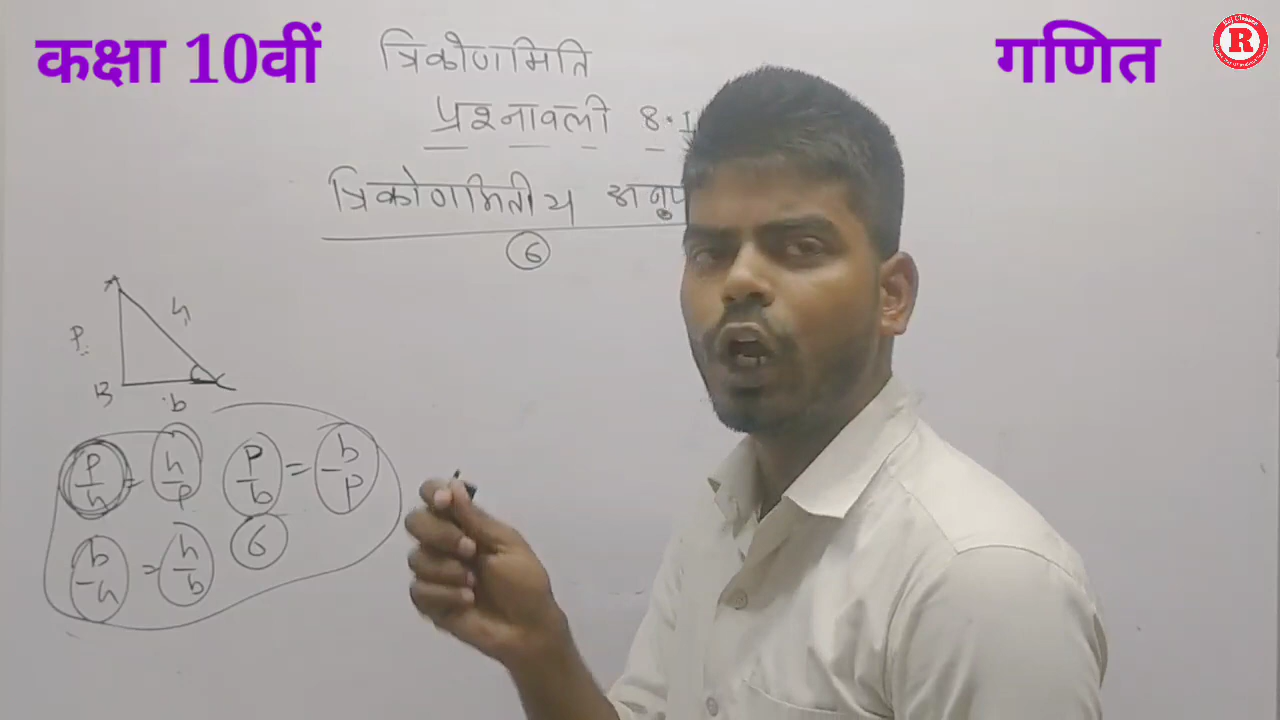 कक्षा 10वीं
गणित
R
त्रिकोणमिति
प्रश्नावली 8.1
त्रिकोणमितीय अनुप
6
A
P h
B b C
p/h = h/p p/b = b/p
b/h = h/b 6